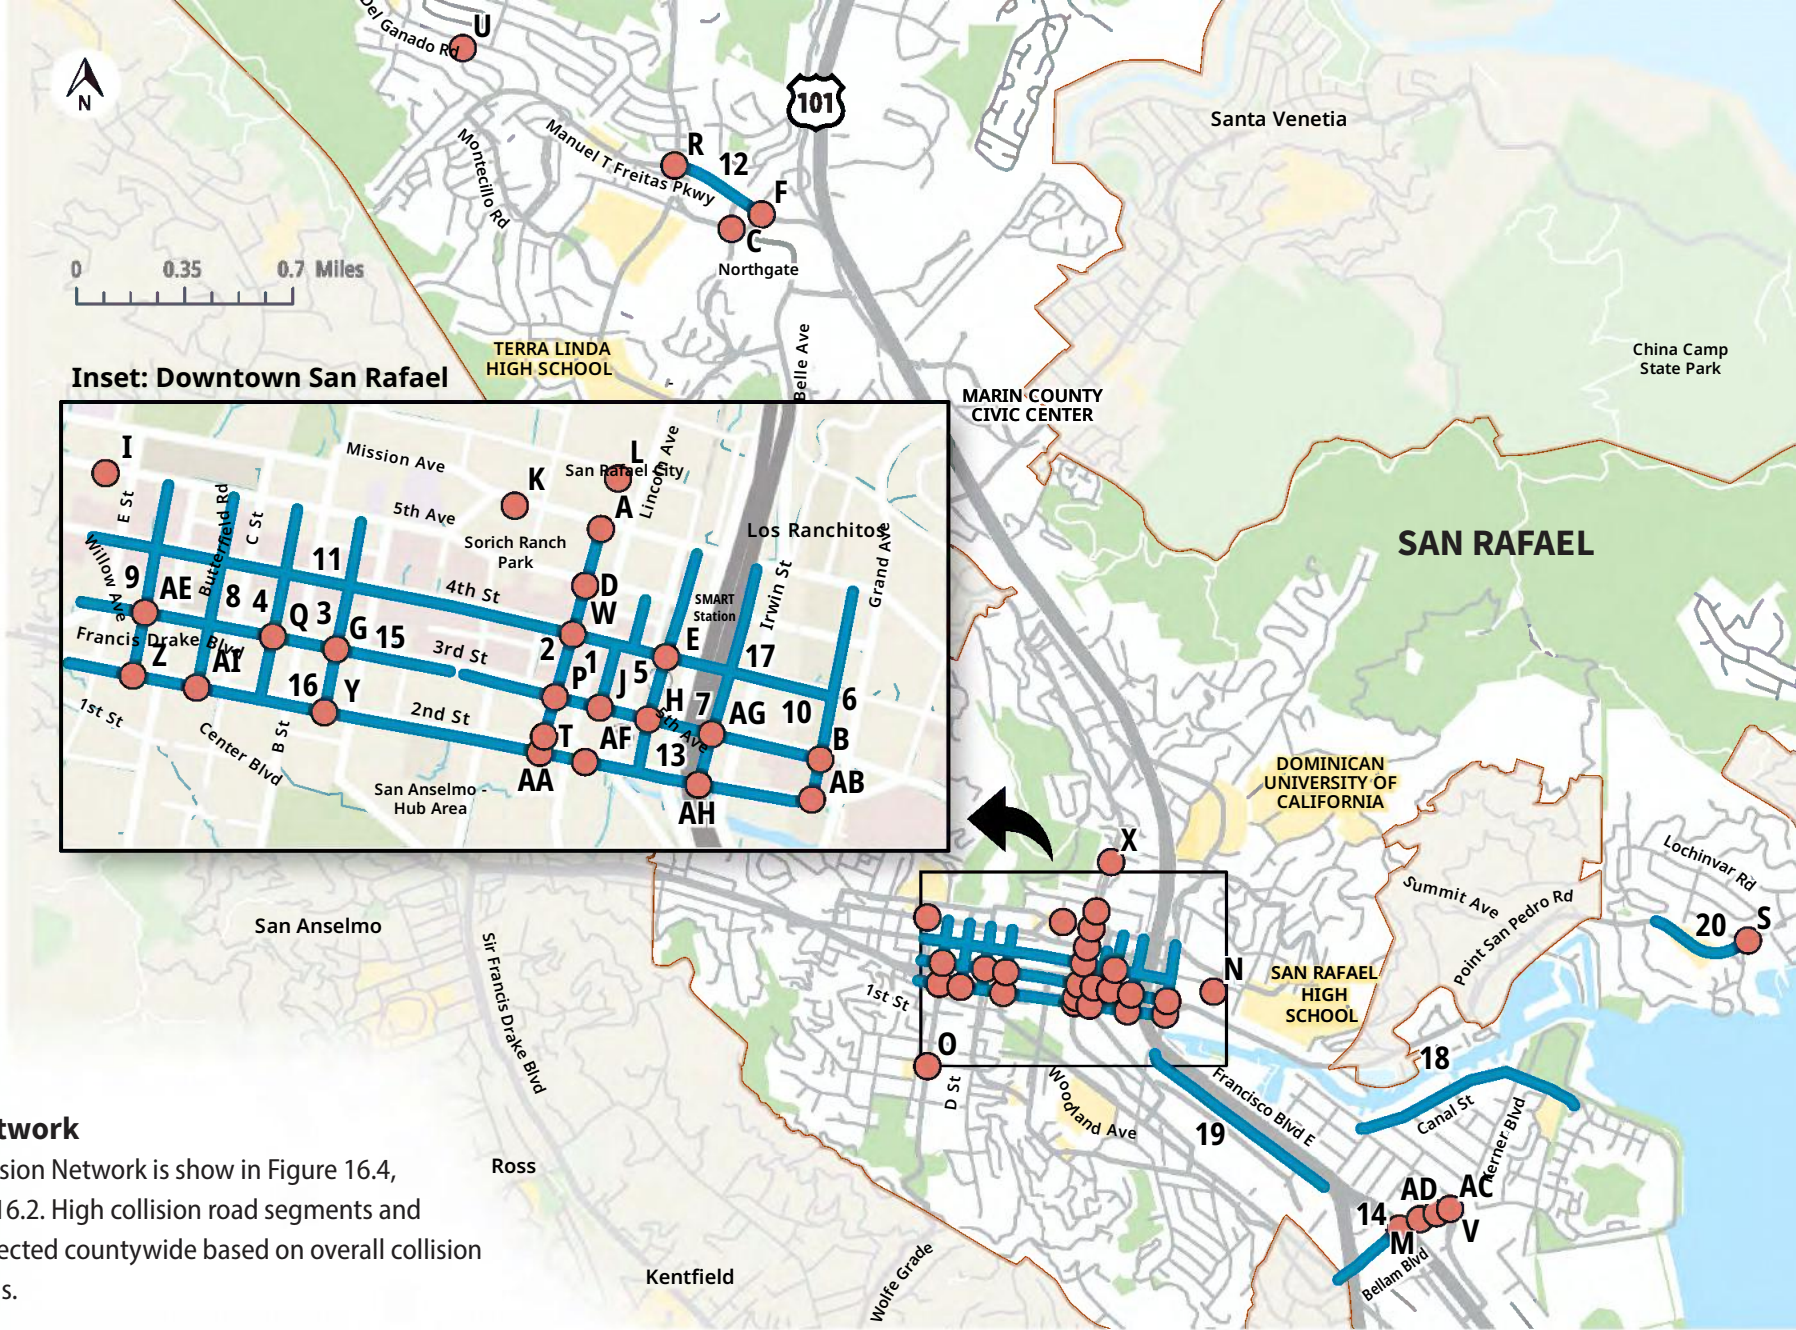 Del Ganado Rd
U
N
101
Santa Venetia
Manuel T Freitas Pkwy
Montecillo Rd
R
12
F
C
Northgate
0 0.35 0.7 Miles
TERRA LINDA
HIGH SCHOOL
Belle Ave
China Camp
State Park
MARIN COUNTY
CIVIC CENTER
Inset: Downtown San Rafael
I
Mission Ave
K
L
San Rafael City
Lincoln Ave
A
E St
Butterfield Rd
C St
5th Ave
Sorich Ranch
Park
Los Ranchitos
Grand Ave
Willow Ave
9
AE
8
4
11
Q
3
G
15
4th St
D
W
SMART
Station
Irwin St
Francis Drake Blvd
Z
AI
3rd St
2
1
P
J
5
E
17
16
Y
2nd St
H
7
AG
10
6
1st St
Center Blvd
B St
T
AF
5th Ave
13
B
AA
San Anselmo -
Hub Area
AH
AB
SAN RAFAEL
DOMINICAN
UNIVERSITY OF
CALIFORNIA
X
Lochinvar Rd
Summit Ave
Point San Pedro Rd
20
S
San Anselmo
Sir Francis Drake Blvd
1st St
N
SAN RAFAEL
HIGH
SCHOOL
O
D St
Woodland Ave
Francisco Blvd E
18
Canal St
Kerner Blvd
19
Ross
14
AD
AC
M
V
Bellam Blvd
Kentfield
Wolfe Grade
twork
sion Network is show in Figure 16.4,
16.2. High collision road segments and
ected countywide based on overall collision
s.